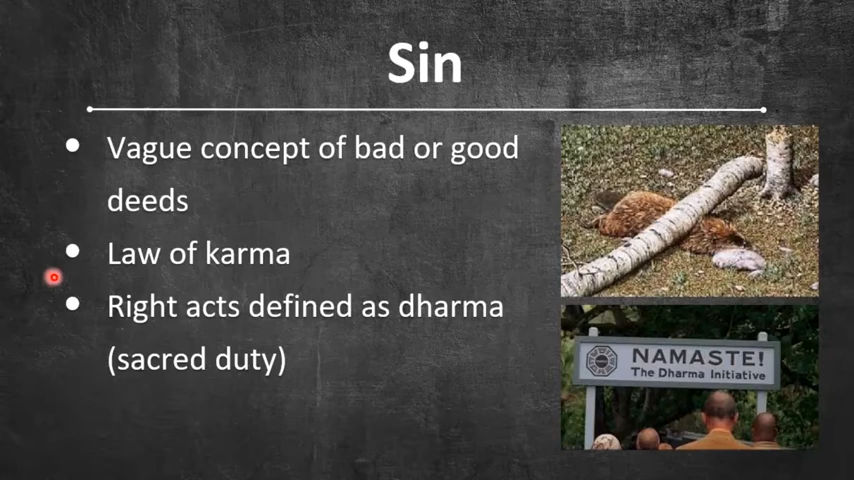 Sin
• Vague concept of bad or good
deeds
• Law of karma
• Right acts defined as dharma
(sacred duty)
NAMASTE!
The Dharma Initiative